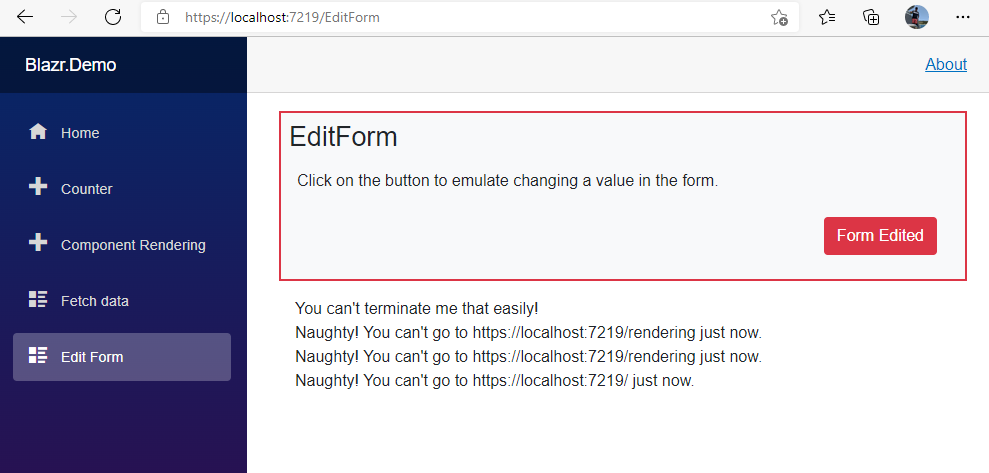 https://localhost:7219/EditForm
Blazr.Demo
About
Home
Counter
Component Rendering
Fetch data
Edit Form
EditForm
Click on the button to emulate changing a value in the form.
Form Edited
You can't terminate me that easily!
Naughty! You can't go to https://localhost:7219/rendering just now.
Naughty! You can't go to https://localhost:7219/rendering just now.
Naughty! You can't go to https://localhost:7219/ just now.